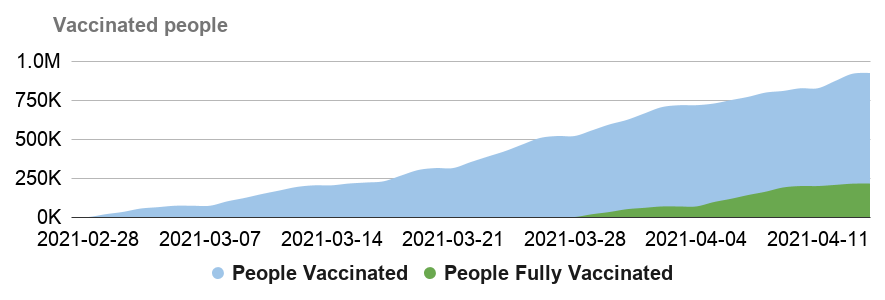 Vaccinated people
1.0M
750K
500K
250K
0K
2021-02-28 2021-03-07 2021-03-14 2021-03-21 2021-03-28 2021-04-04 2021-04-11
People Vaccinated People Fully Vaccinated